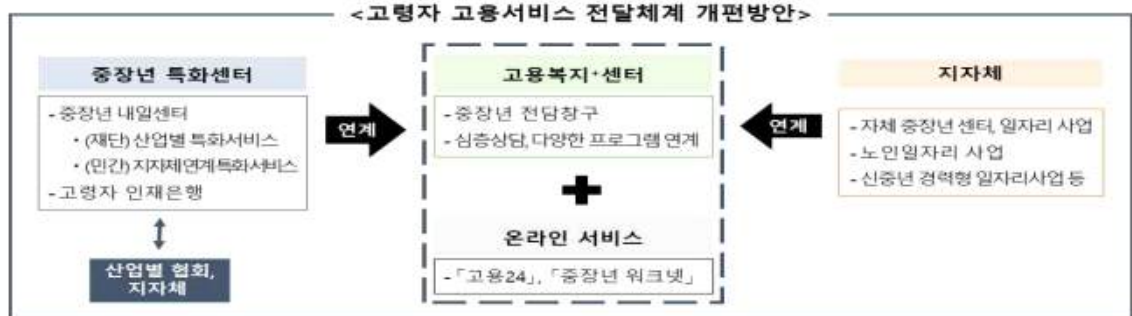 <고령자 고용서비스 전달체계 개편방안>
중장년 특화센터
- 중장년 내일센터
• (재단) 산업별 특화서비스
• (민간) 지자체연계특화서비스
- 고령자 인재은행
산업별 협회,
지자체
연계
고용복지+센터
- 중장년 전담창구
- 심층상담, 다양한 프로그램 연계
온라인 서비스
- 「고용24」, 「중장년 워크넷」
연계
지자체
- 자체 중장년 센터, 일자리 사업
- 노인일자리 사업
- 신중년 경력형 일자리사업 등